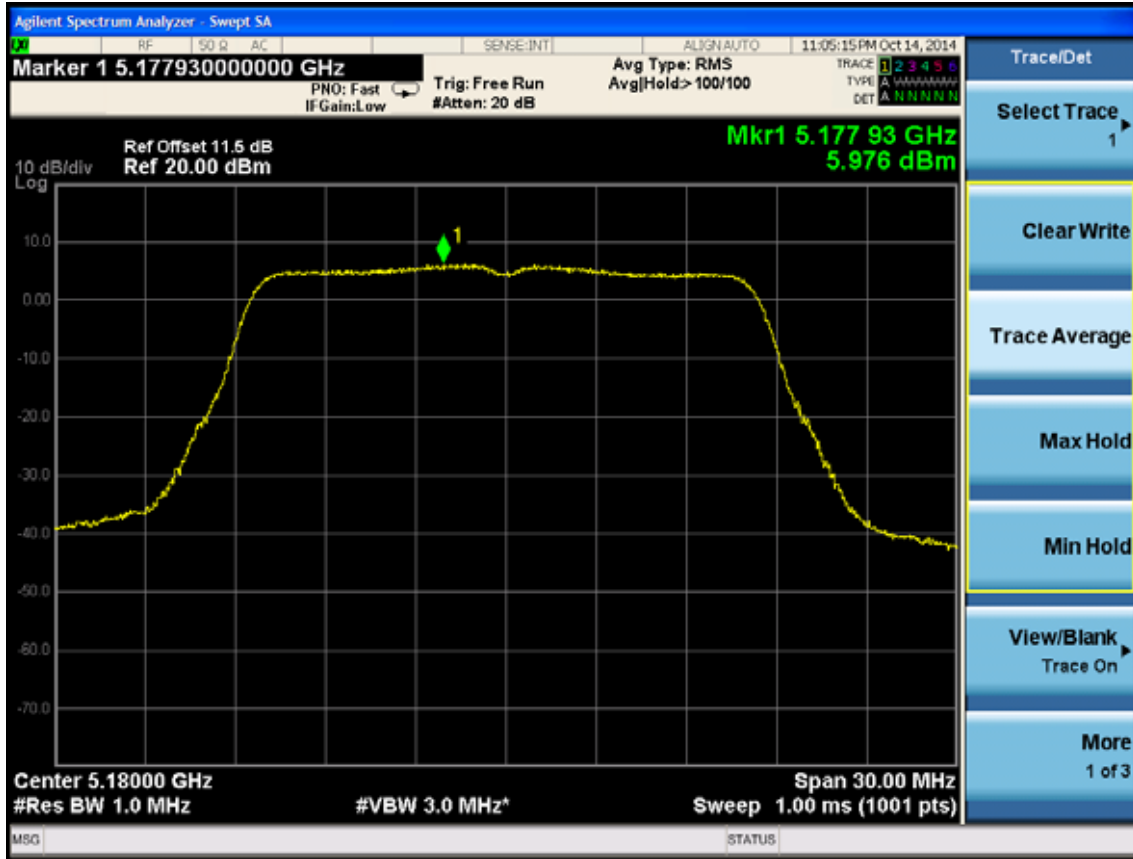 Agilent Spectrum Analyzer - Swept SA
LXI RF 50 Ω AC SENSE:INT ALIGN AUTO 11:05:15 PM Oct 14, 2014
Marker 1 5.177930000000 GHz
PNO: Fast
IFGain:Low
Trig: Free Run
#Atten: 20 dB
Avg Type: RMS
Avg|Hold:>100/100
TRACE 1 2 3 4 5 6
TYPE A WWWWW
DET A N N N N N
Mkr1 5.177 93 GHz
5.976 dBm
Ref Offset 11.5 dB
10 dB/div Ref 20.00 dBm
Log
10.0
0.00
-10.0
-20.0
-30.0
-40.0
-50.0
-60.0
-70.0
1
Center 5.18000 GHz Span 30.00 MHz
#Res BW 1.0 MHz #VBW 3.0 MHz* Sweep 1.00 ms (1001 pts)
MSG STATUS
Trace/Det
Select Trace
1
Clear Write
Trace Average
Max Hold
Min Hold
View/Blank
Trace On
More
1 of 3